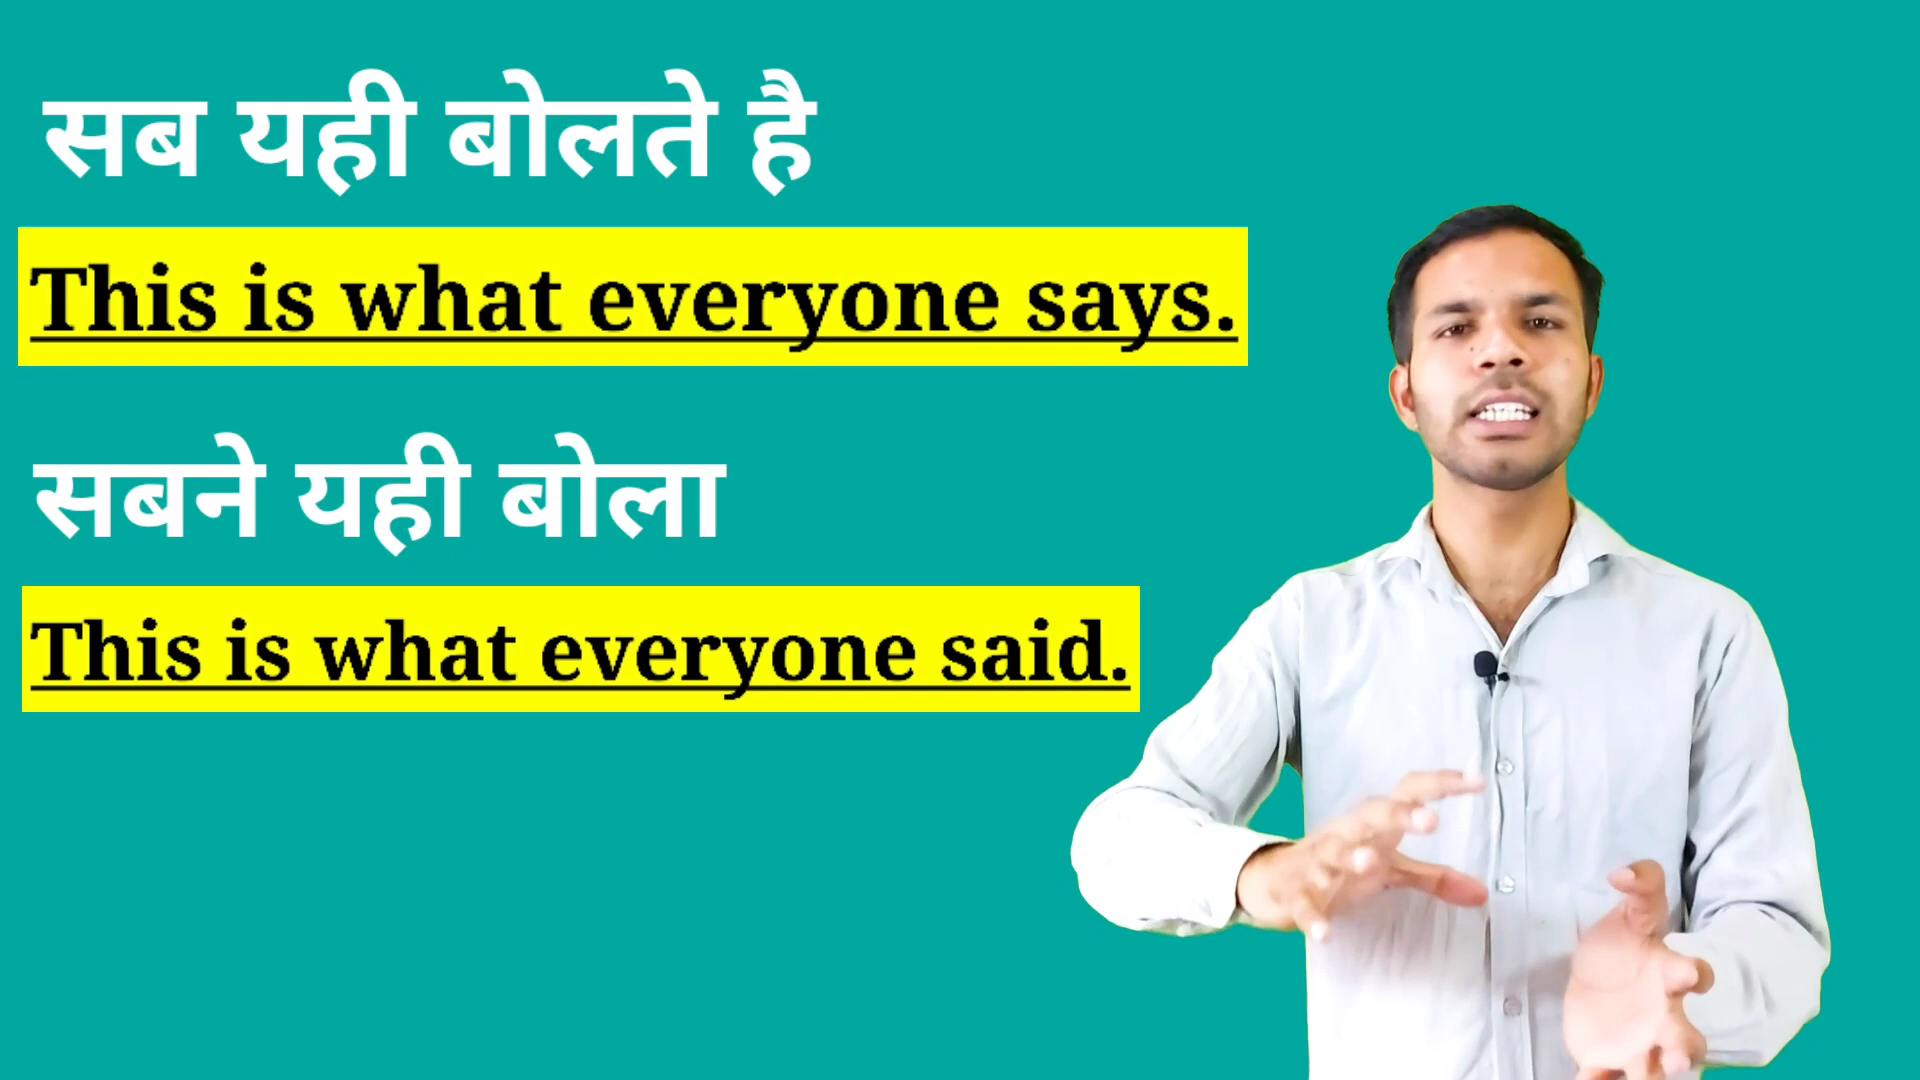 सब यही बोलते है
This is what everyone says.
सबने यही बोला
This is what everyone said.